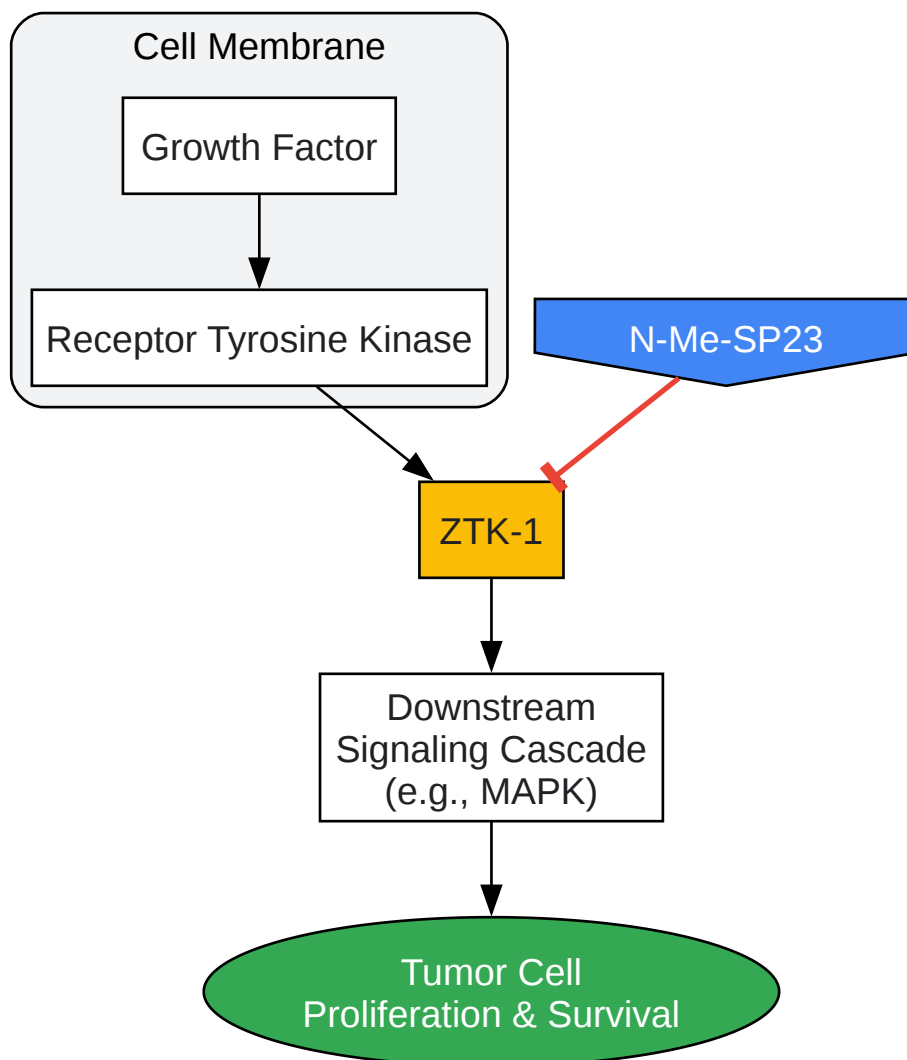 Cell Membrane
Growth Factor
Receptor Tyrosine Kinase
N-Me-SP23
ZTK-1
Downstream
Signaling Cascade
(e.g., MAPK)
Tumor Cell
Proliferation & Survival